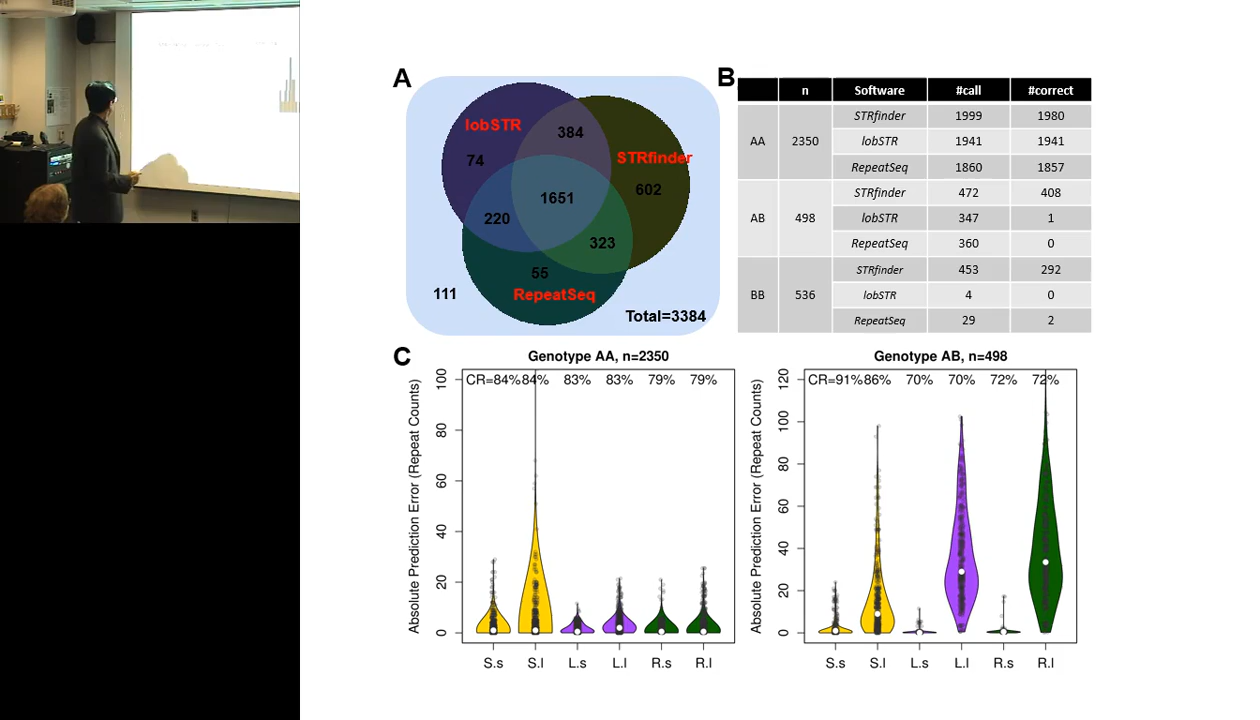 A
lobSTR
384
74
STRfinder
602
1651
220
323
55
RepeatSeq
111
Total=3384
B
n Software #call #correct
AA 2350 STRfinder 1999 1980
lobSTR 1941 1941
RepeatSeq 1860 1857
AB 498 STRfinder 472 408
lobSTR 347 1
RepeatSeq 360 0
BB 536 STRfinder 453 292
lobSTR 4 0
RepeatSeq 29 2
C
Genotype AA, n=2350
CR=84% 84% 83% 83% 79% 79%
Absolute Prediction Error (Repeat Counts)
100
80
60
40
20
0
S.s S.l L.s L.l R.s R.l
Genotype AB, n=498
CR=91% 86% 70% 70% 72% 72%
Absolute Prediction Error (Repeat Counts)
120
100
80
60
40
20
0
S.s S.l L.s L.l R.s R.l